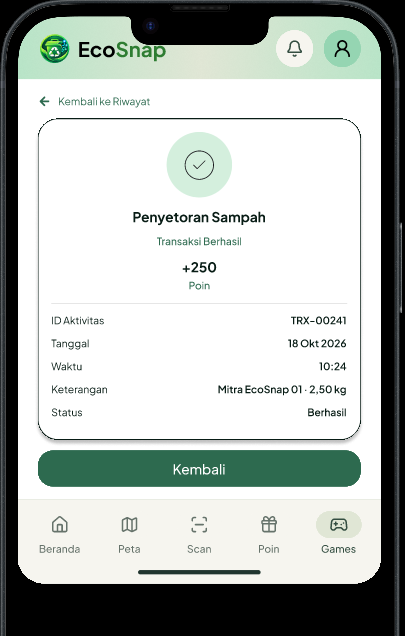 EcoSnap
Kembali ke Riwayat
Penyetoran Sampah
Transaksi Berhasil
+250
Poin
ID Aktivitas TRX-00241
Tanggal 18 Okt 2026
Waktu 10:24
Keterangan Mitra EcoSnap 01 · 2,50 kg
Status Berhasil
Kembali
Beranda Peta Scan Poin Games